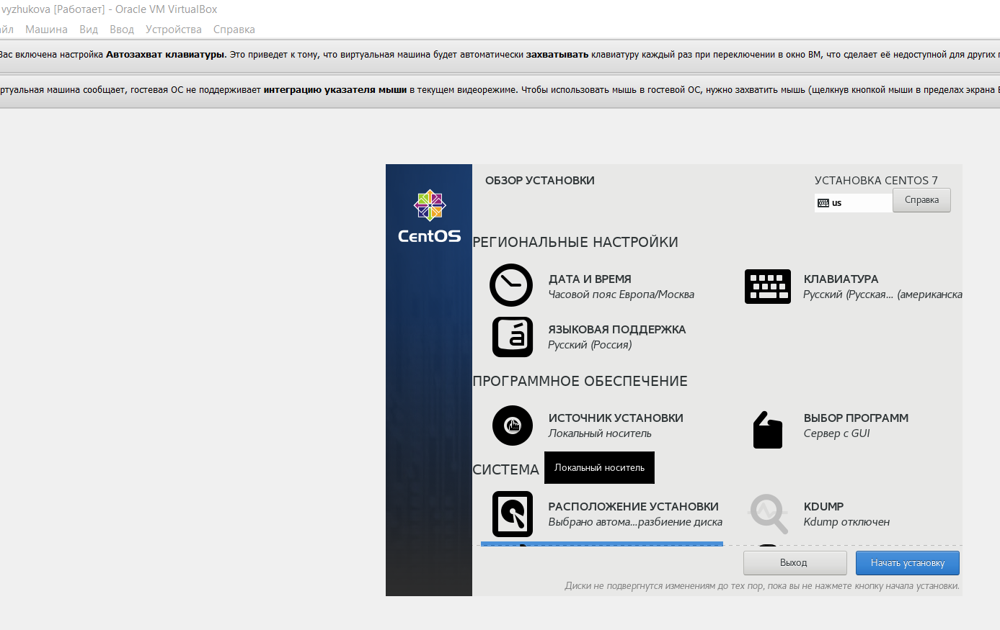 vyzhukova [Работает] - Oracle VM VirtualBox
йл Машина Вид Ввод Устройства Справка
Вас включена настройка Автозахват клавиатуры. Это приведет к тому, что виртуальная машина будет автоматически захватывать клавиатуру каждый раз при переключении в окно ВМ, что сделает её недоступной для других п
ртуальная машина сообщает, гостевая ОС не поддерживает интеграцию указателя мыши в текущем видеорежиме. Чтобы использовать мышь в гостевой ОС, нужно захватить мышь (щелкнув кнопкой мыши в пределах экрана В
CentOS
ОБЗОР УСТАНОВКИ
УСТАНОВКА CENTOS 7
us
Справка
РЕГИОНАЛЬНЫЕ НАСТРОЙКИ
ДАТА И ВРЕМЯ
Часовой пояс Европа/Москва
КЛАВИАТУРА
Русский (Русская... (американска
ЯЗЫКОВАЯ ПОДДЕРЖКА
Русский (Россия)
ПРОГРАММНОЕ ОБЕСПЕЧЕНИЕ
ИСТОЧНИК УСТАНОВКИ
Локальный носитель
ВЫБОР ПРОГРАММ
Сервер с GUI
СИСТЕМА
Локальный носитель
РАСПОЛОЖЕНИЕ УСТАНОВКИ
Выбрано автома...разбиение диска
KDUMP
Kdump отключен
Выход
Начать установку
Диски не подвергнутся изменениям до тех пор, пока вы не нажмете кнопку начала установки.